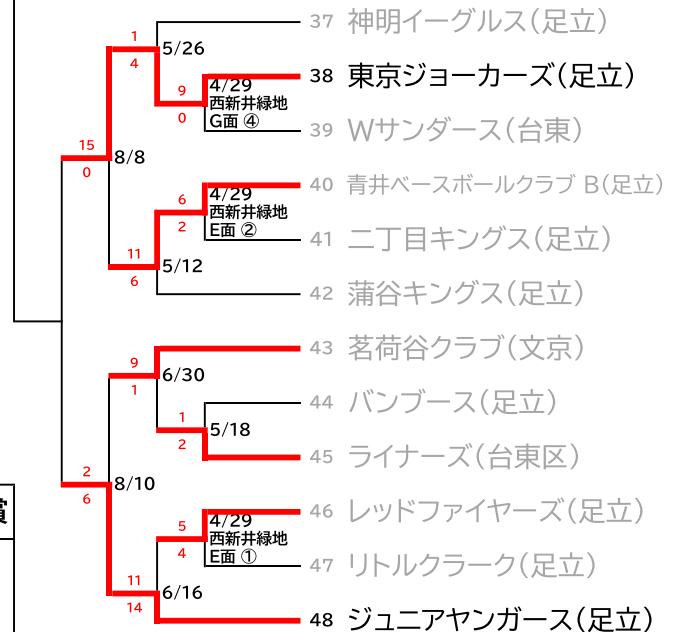 37 神明イーグルス(足立)
1
5/26
4
38 東京ジョーカーズ(足立)
9
4/29
西新井緑地
0
G面 ④
39 Wサンダース(台東)
15
8/8
0
40 青井ベースボールクラブ B(足立)
6
4/29
西新井緑地
2
E面 ②
41 二丁目キングス(足立)
11
5/12
6
42 蒲谷キングス(足立)
43 茗荷谷クラブ(文京)
9
6/30
1
44 バンブース(足立)
1
5/18
2
45 ライナーズ(台東区)
2
8/10
6
46 レッドファイヤーズ(足立)
5
4/29
西新井緑地
4
E面 ①
47 リトルクラーク(足立)
11
6/16
14
48 ジュニアヤンガース(足立)